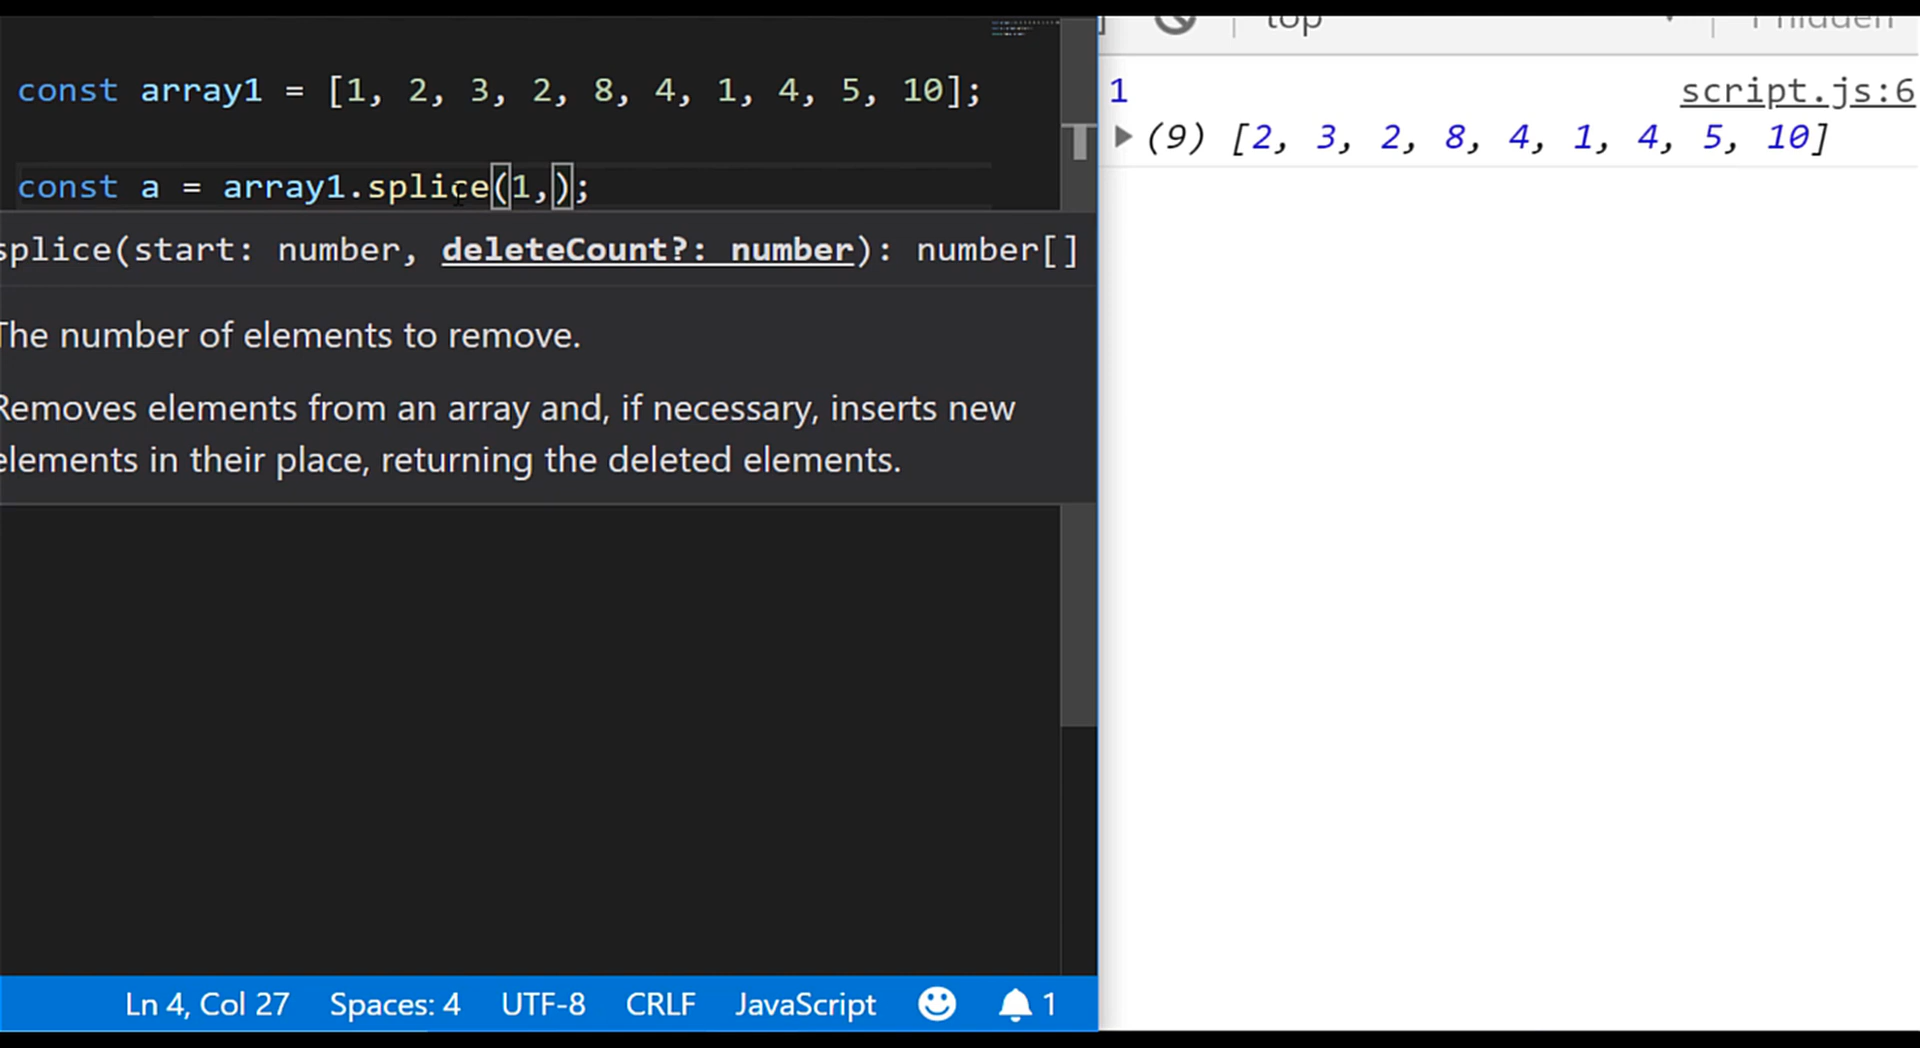 top
1 hidden
const array1 = [1, 2, 3, 2, 8, 4, 1, 4, 5, 10];
1 script.js:6
(9) [2, 3, 2, 8, 4, 1, 4, 5, 10]
const a = array1.splice(1,);
splice(start: number, deleteCount?: number): number[]
The number of elements to remove.
Removes elements from an array and, if necessary, inserts new
elements in their place, returning the deleted elements.
Ln 4, Col 27 Spaces: 4 UTF-8 CRLF JavaScript 1